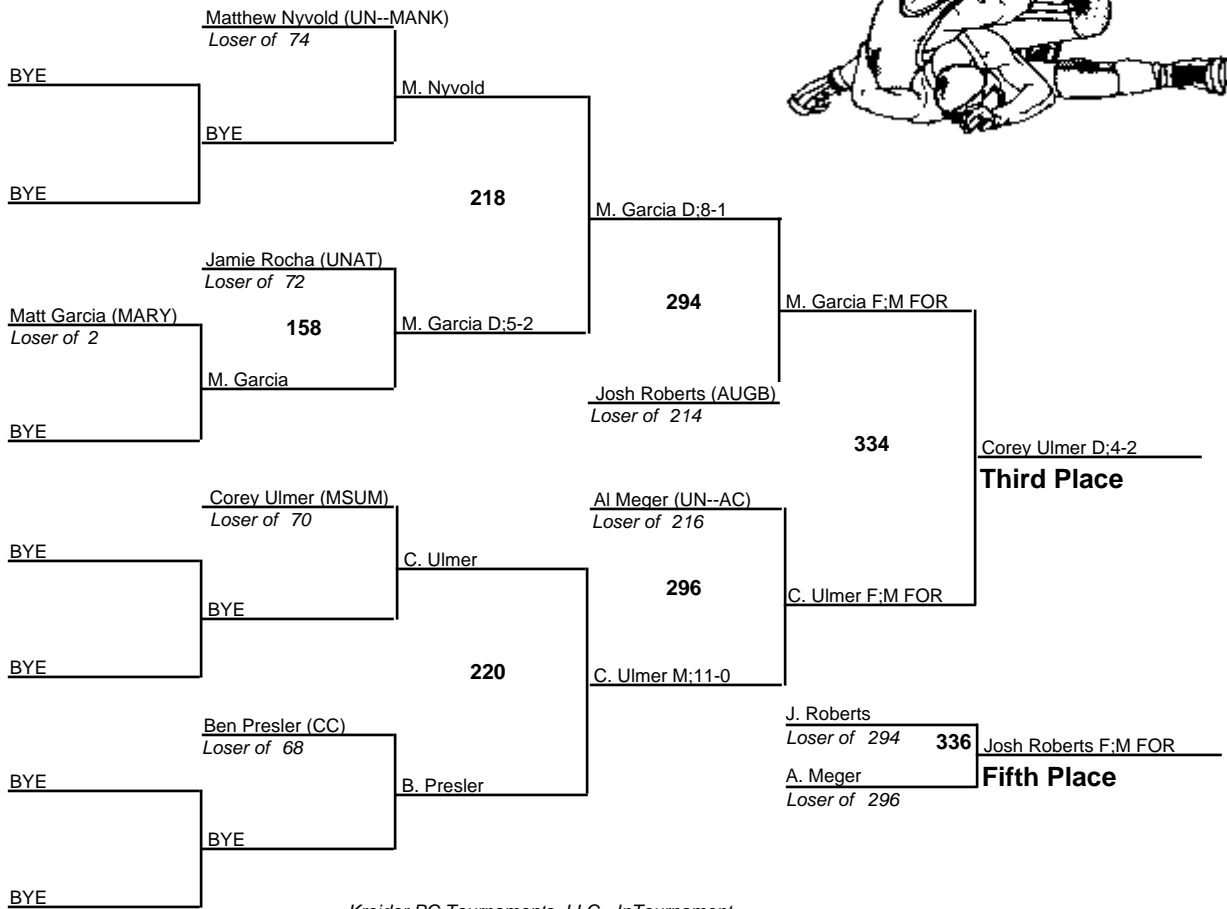 Matthew Nyvold (UN--MANK)
Loser of 74
BYE
M. Nyvold
BYE
BYE
218
M. Garcia D;8-1
Jamie Rocha (UNAT)
Loser of 72
Matt Garcia (MARY)
Loser of 2
158
M. Garcia D;5-2
294
M. Garcia F;M FOR
M. Garcia
Josh Roberts (AUGB)
Loser of 214
BYE
334
Corey Ulmer D;4-2
Third Place
Corey Ulmer (MSUM)
Loser of 70
Al Meger (UN--AC)
Loser of 216
BYE
C. Ulmer
296
C. Ulmer F;M FOR
BYE
BYE
220
C. Ulmer M;11-0
Ben Presler (CC)
Loser of 68
J. Roberts
Loser of 294
336
Josh Roberts F;M FOR
Fifth Place
BYE
B. Presler
A. Meger
Loser of 296
BYE
BYE